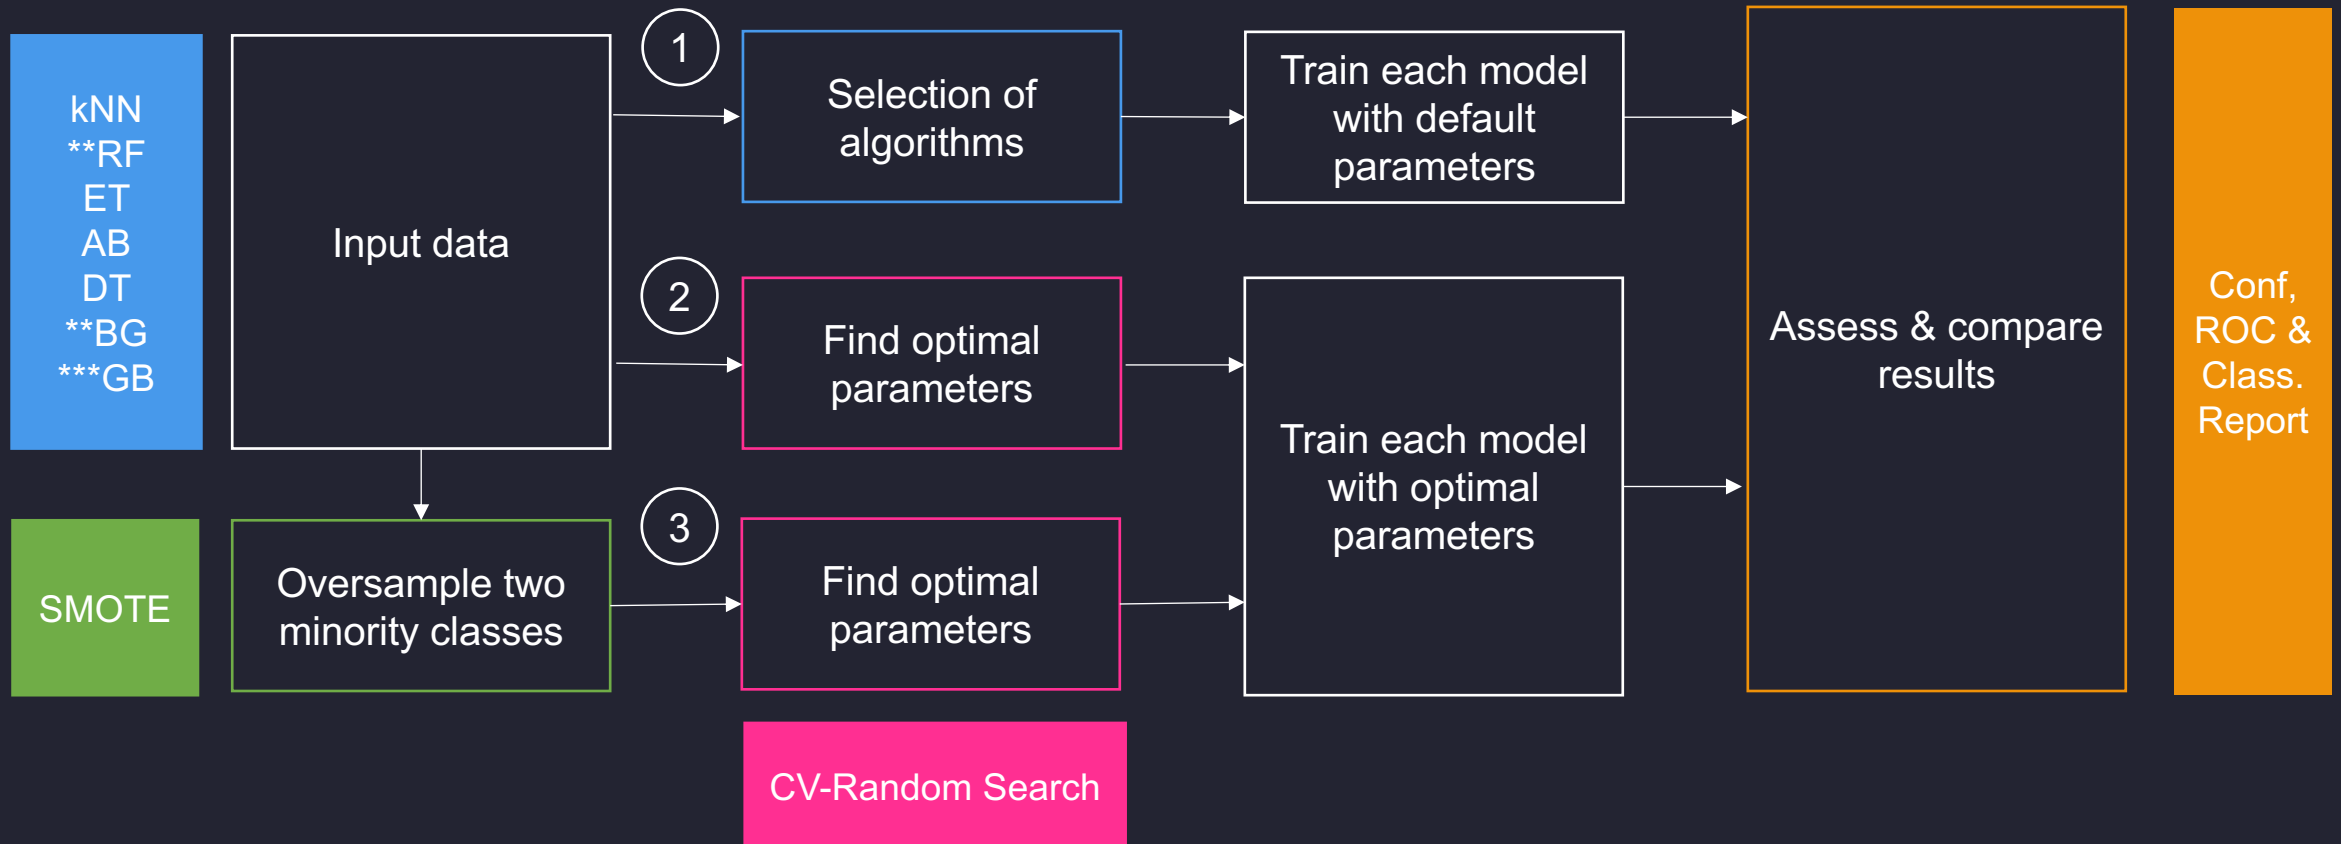 kNN
**RF
ET
AB
DT
**BG
***GB
Input data
1
Selection of
algorithms
Train each model
with default
parameters
2
Find optimal
parameters
Train each model
with optimal
parameters
Assess & compare
results
Conf,
ROC &
Class.
Report
SMOTE
Oversample two
minority classes
3
Find optimal
parameters
CV-Random Search